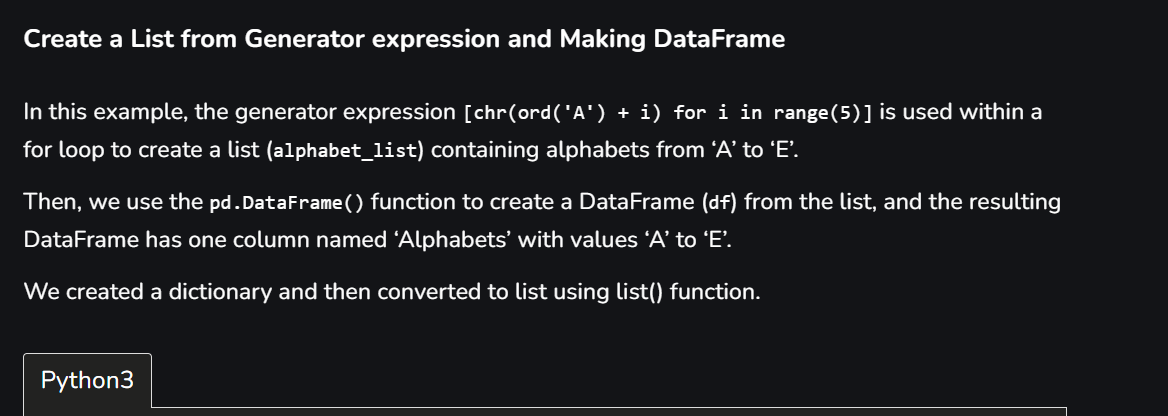 Create a List from Generator expression and Making DataFrame
In this example, the generator expression [chr(ord('A') + i) for i in range(5)] is used within a
for loop to create a list (alphabet_list) containing alphabets from ‘A’ to ‘E’.
Then, we use the pd.DataFrame() function to create a DataFrame (df) from the list, and the resulting
DataFrame has one column named ‘Alphabets’ with values ‘A’ to ‘E’.
We created a dictionary and then converted to list using list() function.
Python3